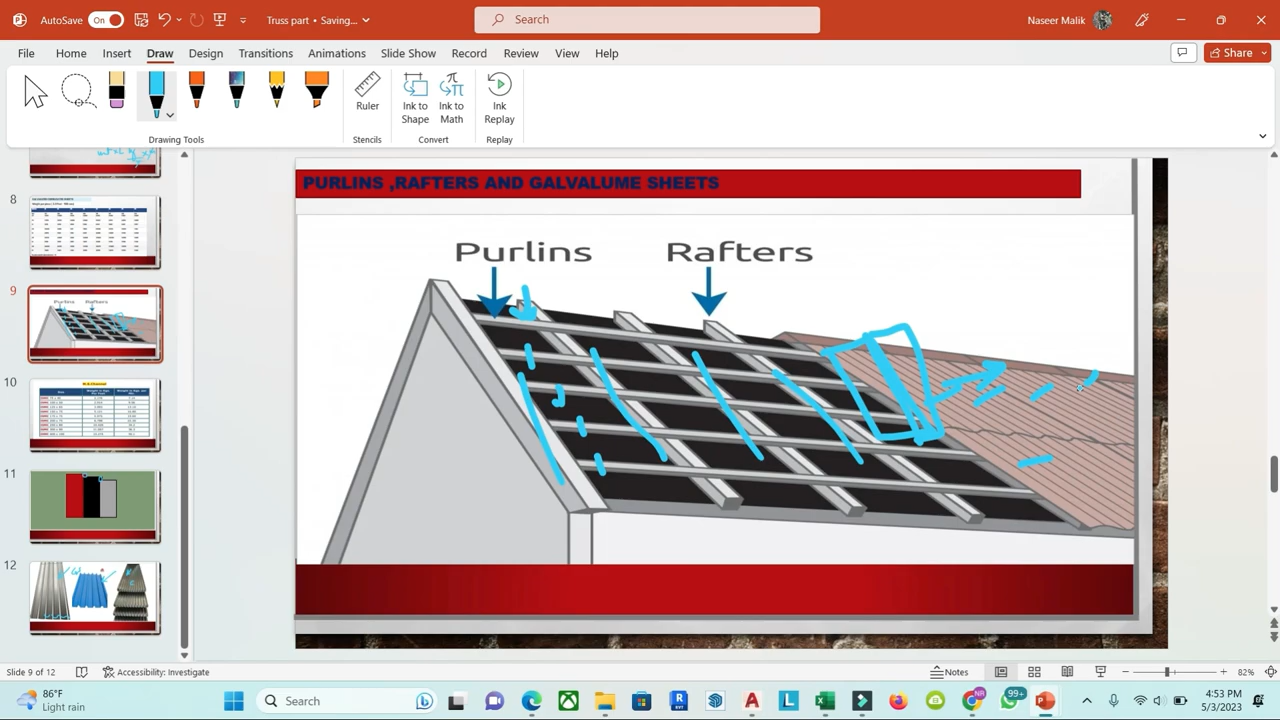 AutoSave On Truss part • Saving... Search Naseer Malik
File Home Insert Draw Design Transitions Animations Slide Show Record Review View Help Share
Ruler Ink to Shape Ink to Math Ink Replay
Stencils Convert Replay
Drawing Tools
8
9
10
11
12
PURLINS ,RAFTERS AND GALVALUME SHEETS
Purlins Rafters
Slide 9 of 12 Accessibility: Investigate Notes 82%
86°F
Light rain
Search
99+
4:53 PM
5/3/2023